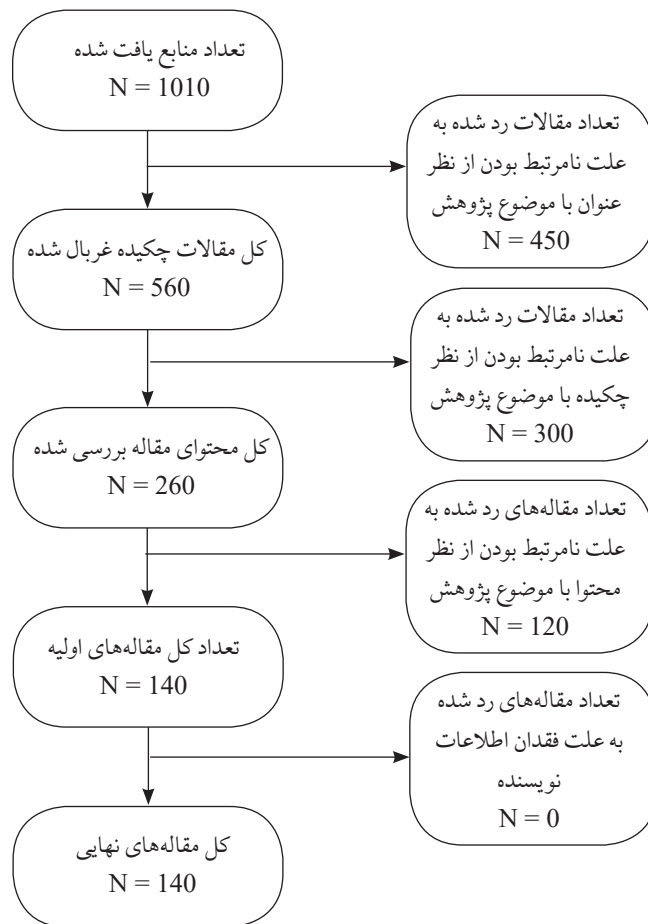 تعداد منابع یافت شده
N = 1010
تعداد مقالات رد شده به
علت نامرتبط بودن از نظر
عنوان با موضوع پژوهش
N = 450
کل مقالات چکیده غربال شده
N = 560
تعداد مقالات رد شده به
علت نامرتبط بودن از نظر
چکیده با موضوع پژوهش
N = 300
کل محتوای مقاله بررسی شده
N = 260
تعداد مقاله‌های رد شده به
علت نامرتبط بودن از نظر
محتوا با موضوع پژوهش
N = 120
تعداد کل مقاله‌های اولیه
N = 140
تعداد مقاله‌های رد شده
به علت فقدان اطلاعات
نویسنده
N = 0
کل مقاله‌های نهایی
N = 140